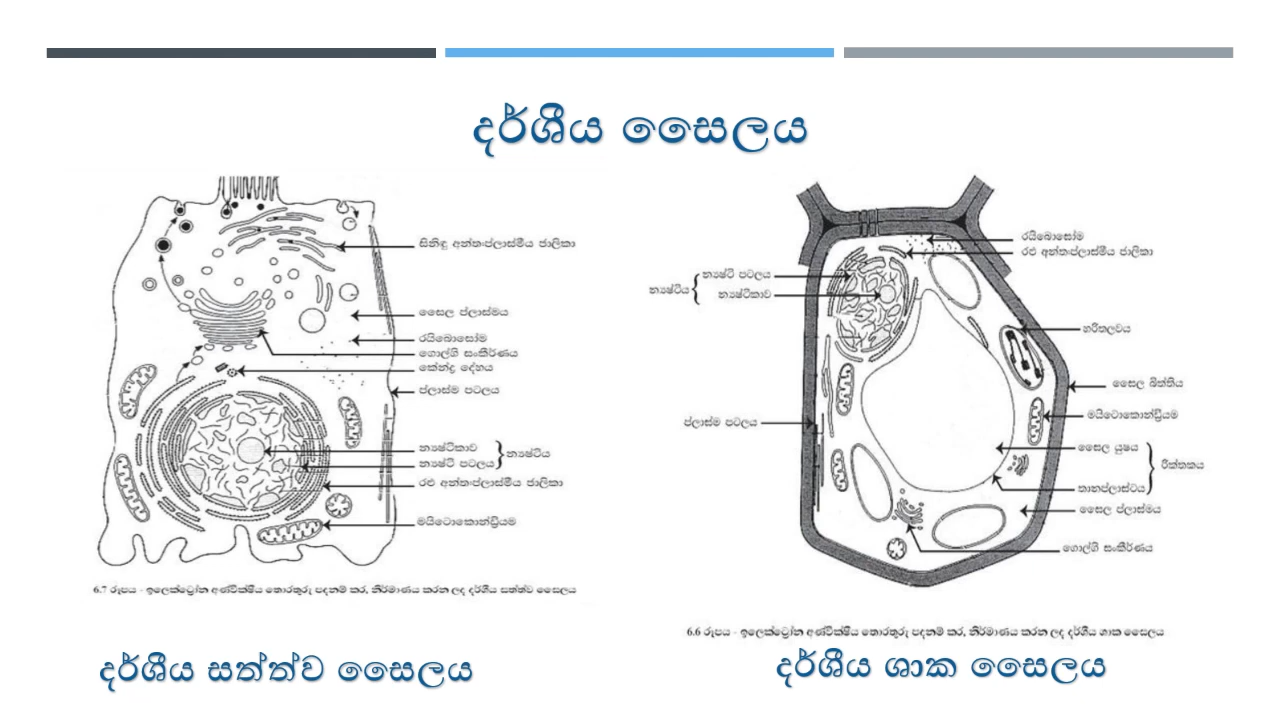 දර්ශීය සෛලය
සිනිඳු අන්තඃප්ලාස්මීය ජාලිකා
සෛල ප්ලාස්මය
රයිබොසෝම
ගොල්ගි සංකීර්ණය
කේන්ද්‍ර දේහය
ප්ලාස්ම පටලය
න්‍යෂ්ටිකාව
න්‍යෂ්ටි පටලය
න්‍යෂ්ටිය
රළු අන්තඃප්ලාස්මීය ජාලිකා
මයිටොකොන්ඩ්‍රියම
6.7 රූපය - ඉලෙක්ට්‍රෝන අණ්වීක්ෂීය තොරතුරු පදනම් කර, නිර්මාණය කරන ලද දර්ශීය සත්ත්ව සෛලය
දර්ශීය සත්ත්ව සෛලය
රයිබොසෝම
රළු අන්තඃප්ලාස්මීය ජාලිකා
න්‍යෂ්ටි පටලය
න්‍යෂ්ටිය
න්‍යෂ්ටිකාව
හරිතලවය
සෛල බිත්තිය
මයිටොකොන්ඩ්‍රියම
ප්ලාස්ම පටලය
සෛල යුෂය
රික්තකය
තානප්ලාස්ටය
සෛල ප්ලාස්මය
ගොල්ගි සංකීර්ණය
6.6 රූපය - ඉලෙක්ට්‍රෝන අණ්වීක්ෂීය තොරතුරු පදනම් කර, නිර්මාණය කරන ලද දර්ශීය ශාක සෛලය
දර්ශීය ශාක සෛලය